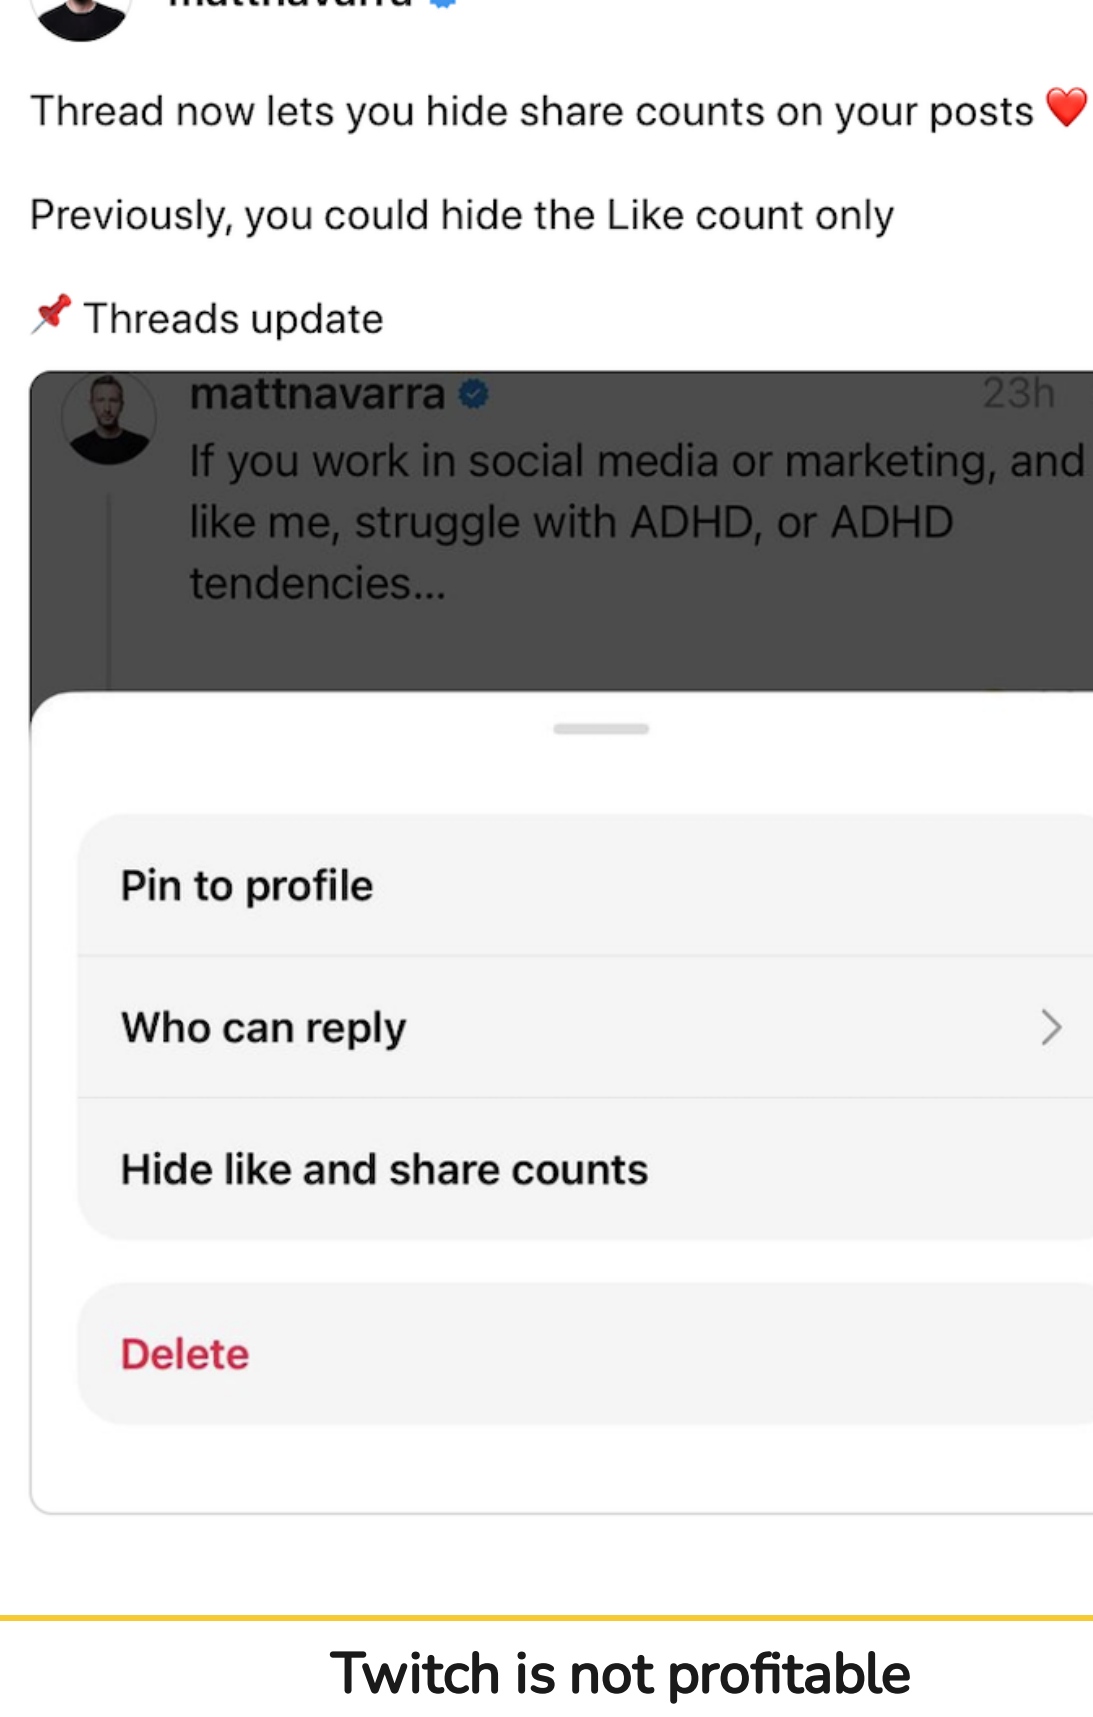 mattnavarra
Thread now lets you hide share counts on your posts ❤️
Previously, you could hide the Like count only
📌 Threads update
mattnavarra 23h
If you work in social media or marketing, and
like me, struggle with ADHD, or ADHD
tendencies...
Pin to profile
Who can reply
Hide like and share counts
Delete
Twitch is not profitable